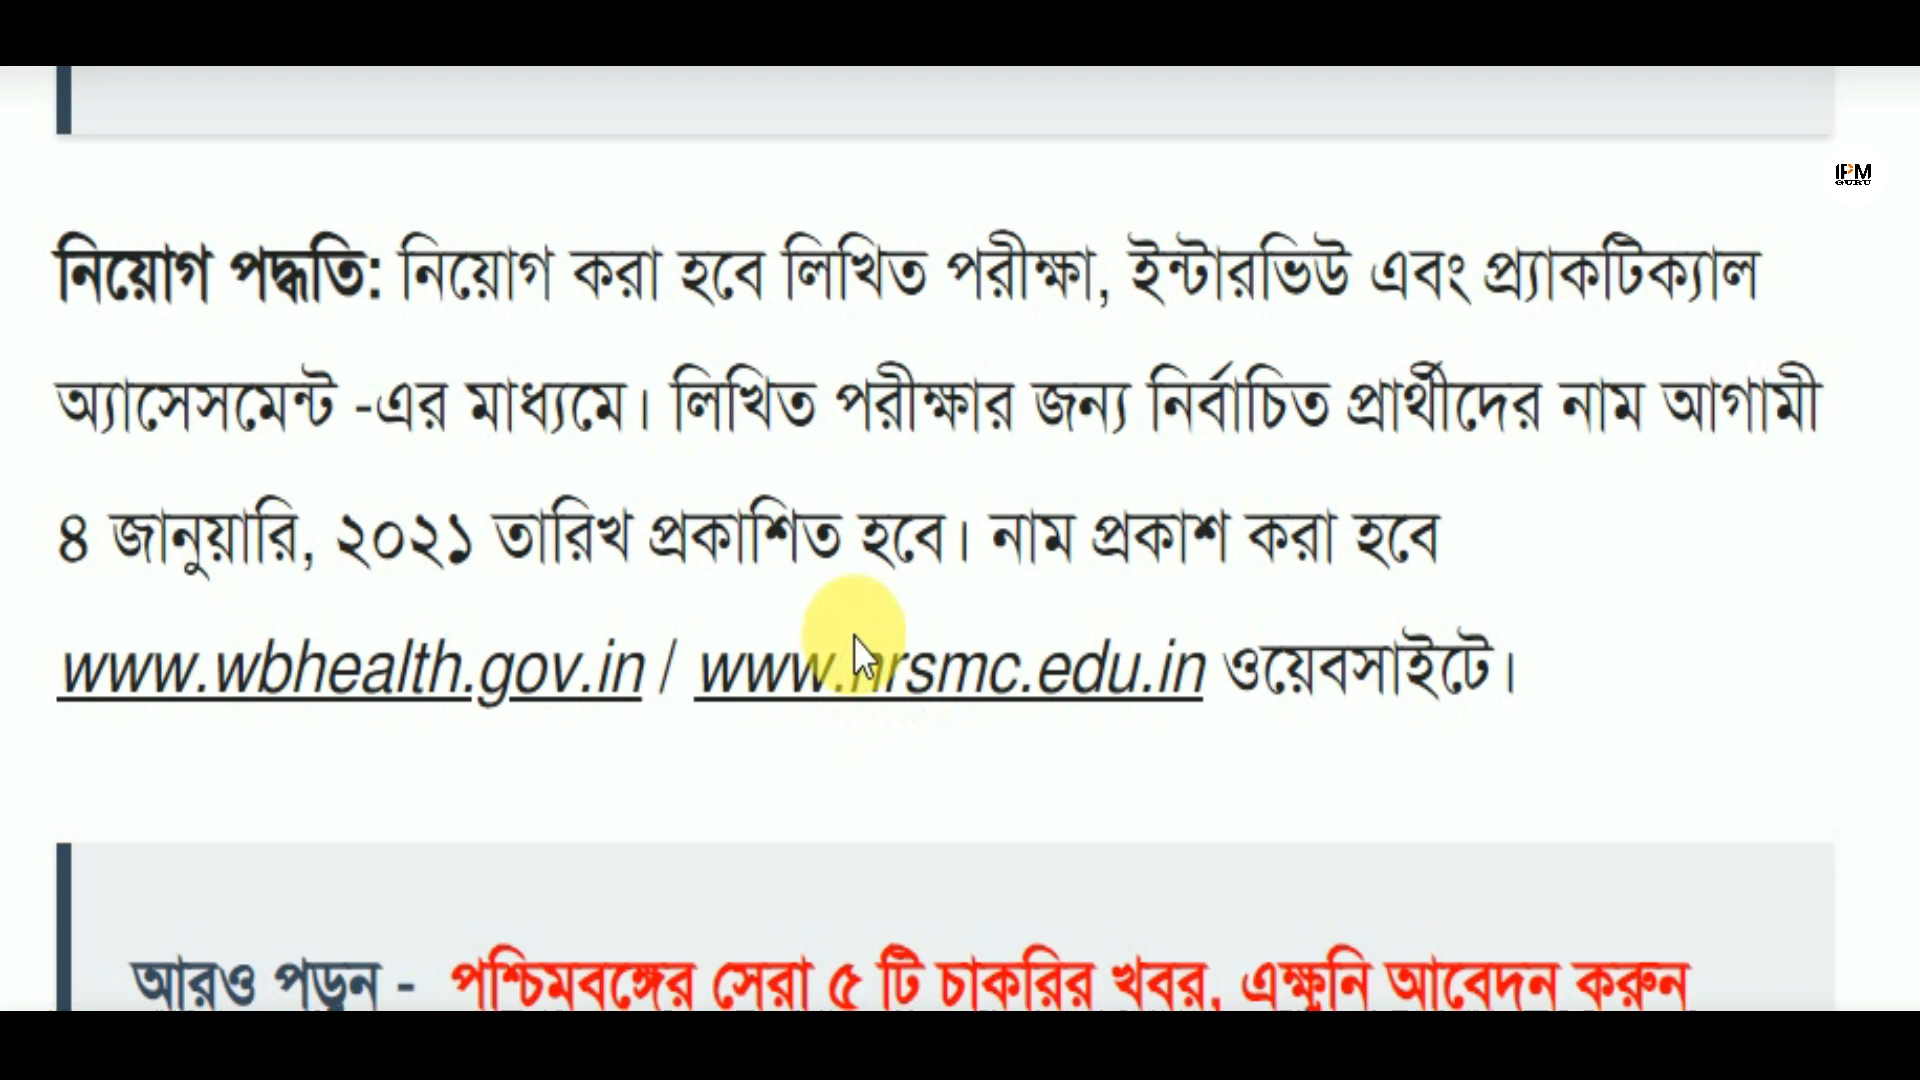 IPM
GURU
নিয়োগ পদ্ধতি: নিয়োগ করা হবে লিখিত পরীক্ষা, ইন্টারভিউ এবং প্র্যাকটিক্যাল
অ্যাসেসমেন্ট -এর মাধ্যমে। লিখিত পরীক্ষার জন্য নির্বাচিত প্রার্থীদের নাম আগামী
৪ জানুয়ারি, ২০২১ তারিখ প্রকাশিত হবে। নাম প্রকাশ করা হবে
www.wbhealth.gov.in / www.nrsmc.edu.in ওয়েবসাইটে।
আরও পড়ুন - পশ্চিমবঙ্গের সেরা ৫ টি চাকরির খবর, এক্ষুনি আবেদন করুন